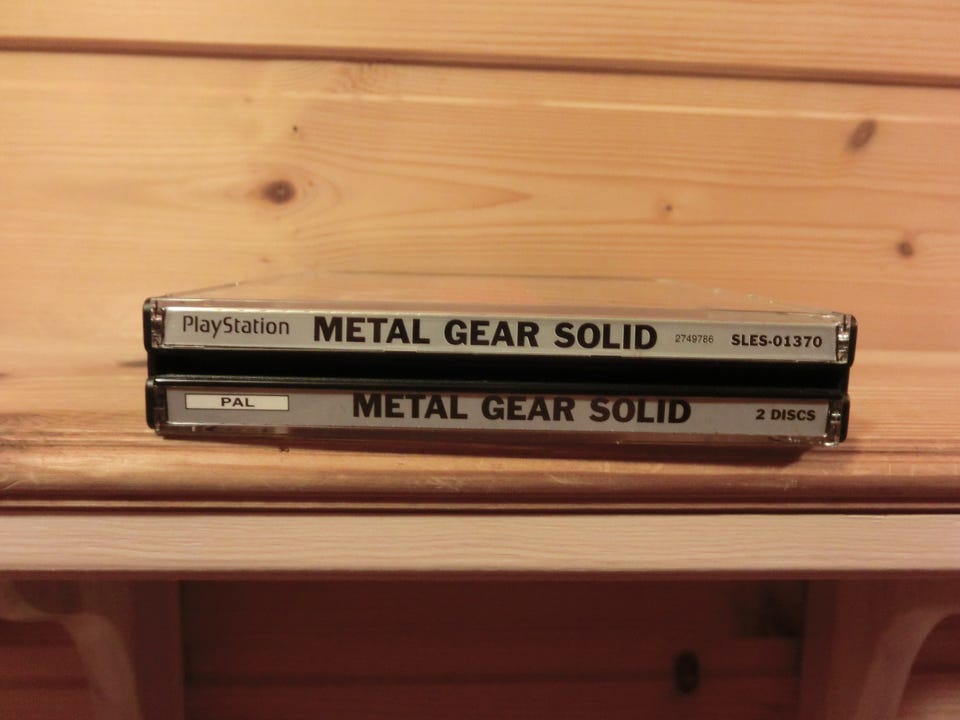 PlayStation METAL GEAR SOLID 2749786 SLES-01370
PAL METAL GEAR SOLID 2 DISCS